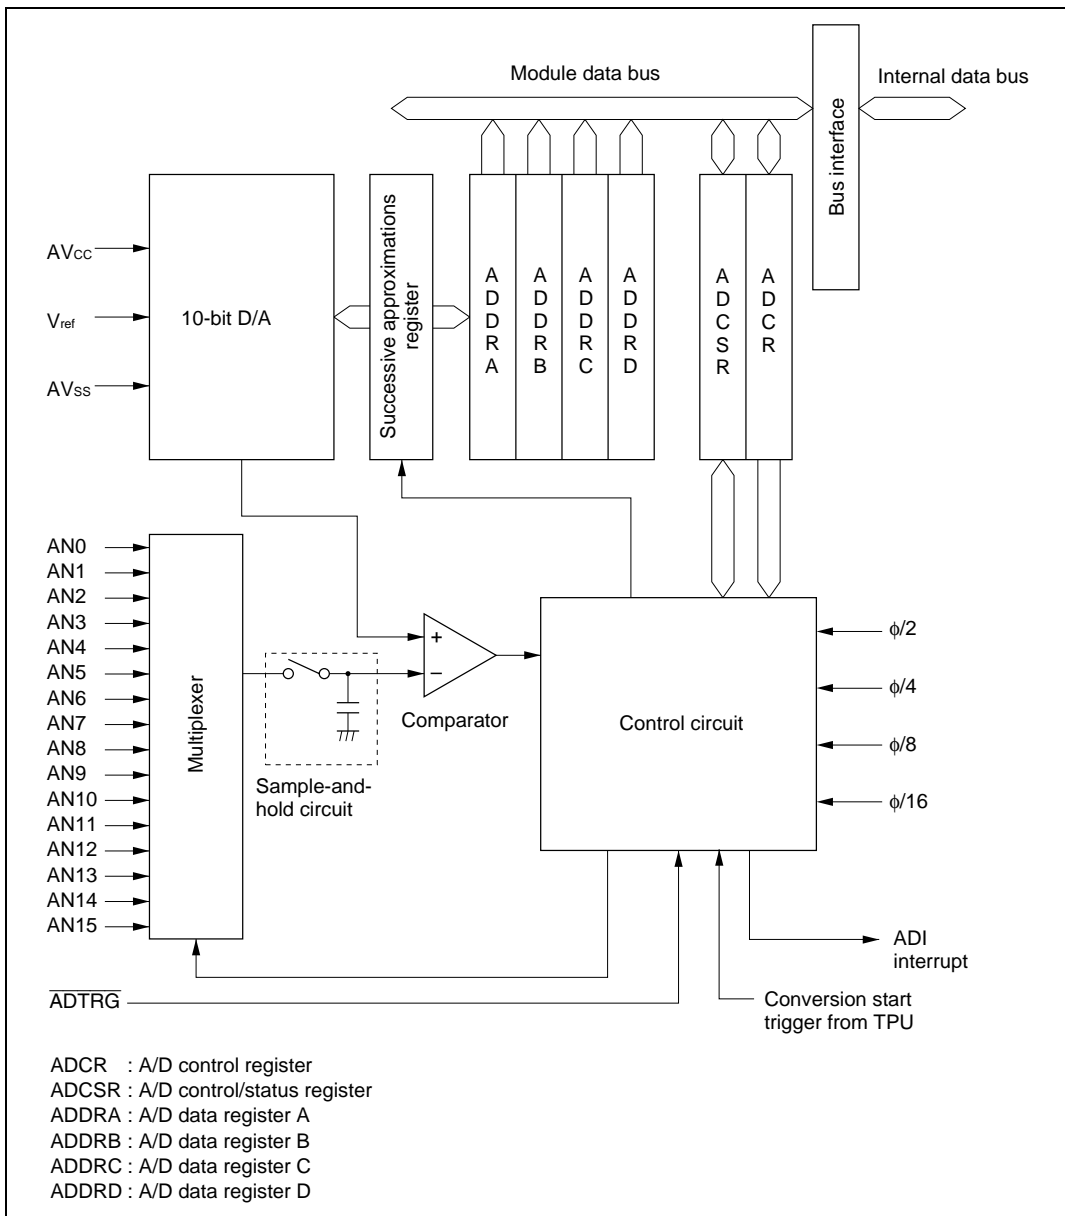 Module data bus
Internal data bus
Bus interface
AVCC
Vref
AVSS
10-bit D/A
Successive approximations
register
ADDRA
ADDRB
ADDRC
ADDRD
ADCSR
ADCR
AN0
AN1
AN2
AN3
AN4
AN5
AN6
AN7
AN8
AN9
AN10
AN11
AN12
AN13
AN14
AN15
Multiplexer
Sample-and-
hold circuit
+
−
Comparator
Control circuit
ϕ/2
ϕ/4
ϕ/8
ϕ/16
ADI
interrupt
ADTRG
Conversion start
trigger from TPU
ADCR : A/D control register
ADCSR : A/D control/status register
ADDRA : A/D data register A
ADDRB : A/D data register B
ADDRC : A/D data register C
ADDRD : A/D data register D